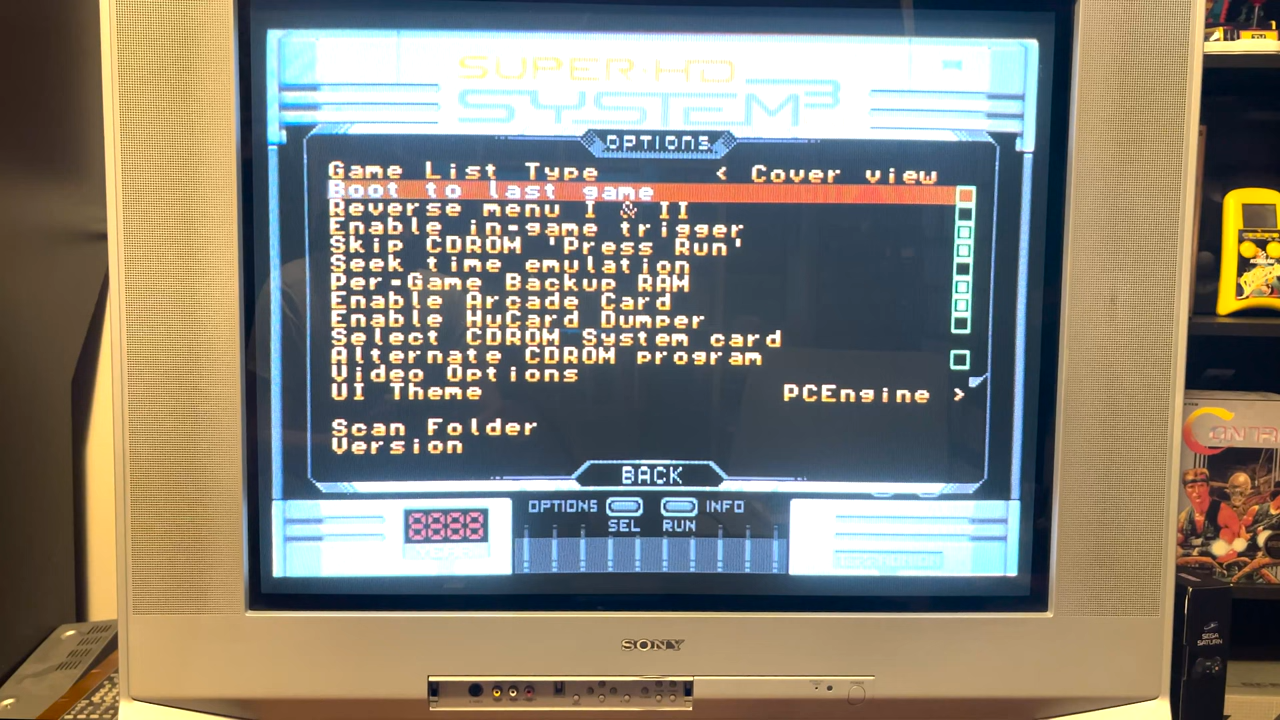 SUPER·HD
SYSTEM³
OPTIONS
Game List Type < Cover view
Boot to last game
Reverse menu I & II
Enable in-game trigger
Skip CDROM 'Press Run'
Seek time emulation
Per-Game Backup RAM
Enable Arcade Card
Enable HuCard Dumper
Select CDROM System card
Alternate CDROM program
Video Options
UI Theme PCEngine >
Scan Folder
Version
BACK
OPTIONS INFO
SEL RUN
SONY
CONTR
SEGA SATURN